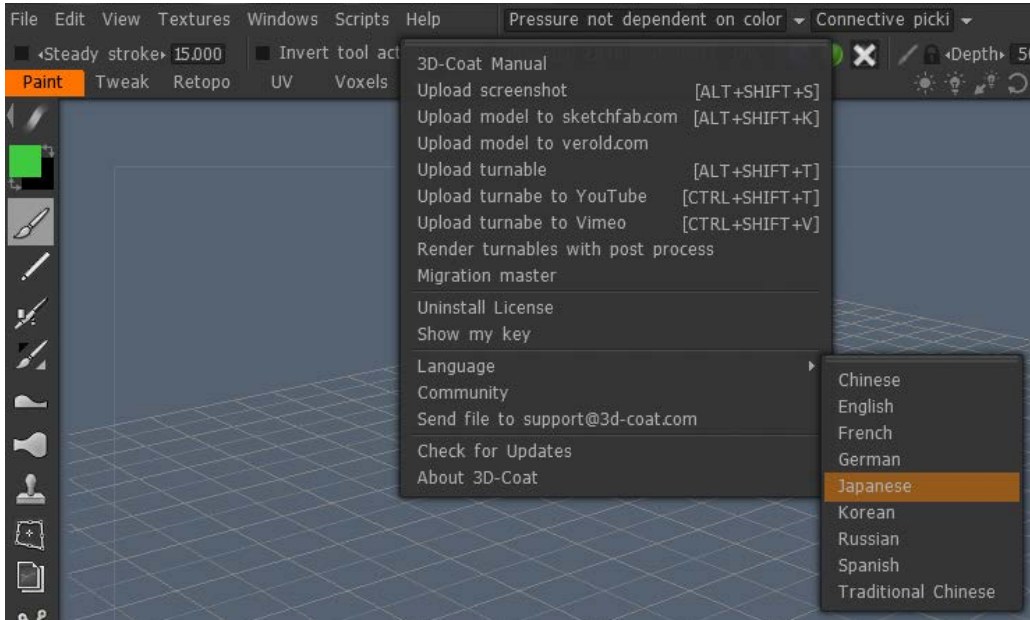 File Edit View Textures Windows Scripts Help Pressure not dependent on color Connective picki
Steady stroke 15.000 Invert tool act Depth
Paint Tweak Retopo UV Voxels
3D-Coat Manual
Upload screenshot [ALT+SHIFT+S]
Upload model to sketchfab.com [ALT+SHIFT+K]
Upload model to verold.com
Upload turnable [ALT+SHIFT+T]
Upload turnabe to YouTube [CTRL+SHIFT+T]
Upload turnabe to Vimeo [CTRL+SHIFT+V]
Render turnables with post process
Migration master
Uninstall License
Show my key
Language
Community
Send file to support@3d-coat.com
Check for Updates
About 3D-Coat
Chinese
English
French
German
Japanese
Korean
Russian
Spanish
Traditional Chinese